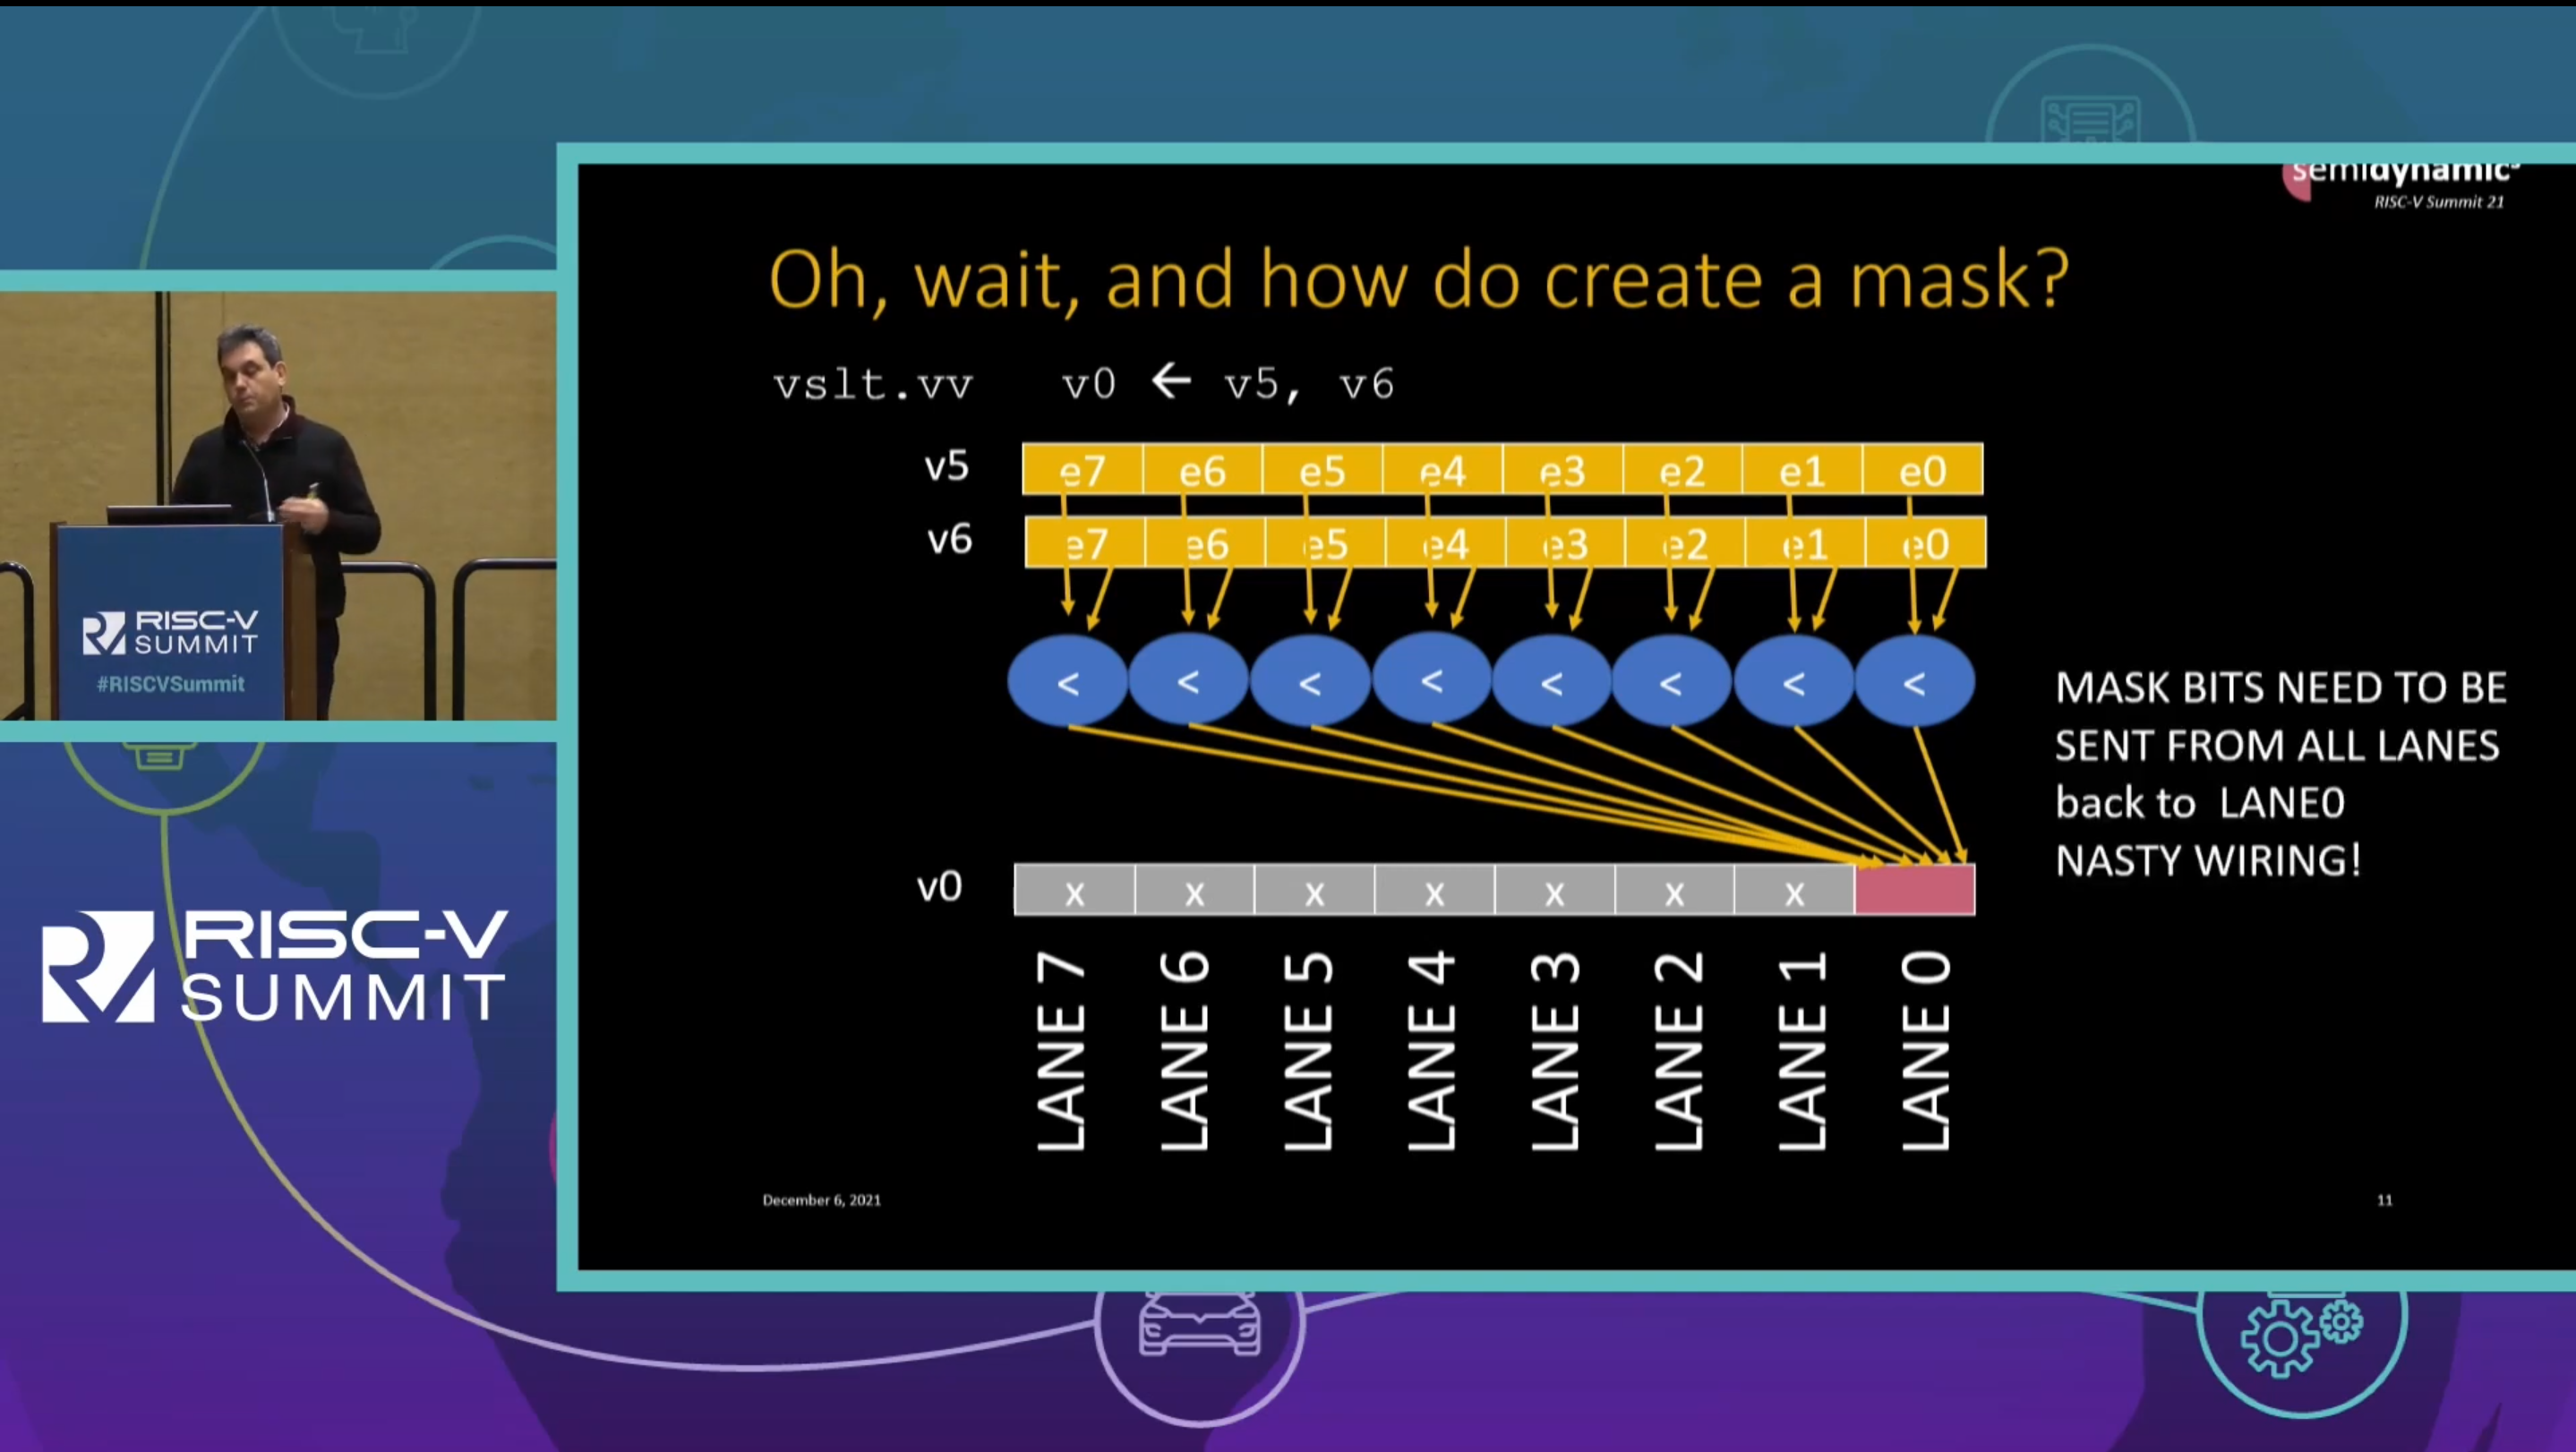 semidynamics
RISC-V Summit 21
Oh, wait, and how do create a mask?
vslt.vv v0 ← v5, v6
v5 e7 e6 e5 e4 e3 e2 e1 e0
v6 e7 e6 e5 e4 e3 e2 e1 e0
< < < < < < < <
MASK BITS NEED TO BE
SENT FROM ALL LANES
back to LANE0
NASTY WIRING!
v0 x x x x x x x
LANE 7
LANE 6
LANE 5
LANE 4
LANE 3
LANE 2
LANE 1
LANE 0
December 6, 2021
11
RISC-V
SUMMIT
#RISCVSummit
RISC-V
SUMMIT